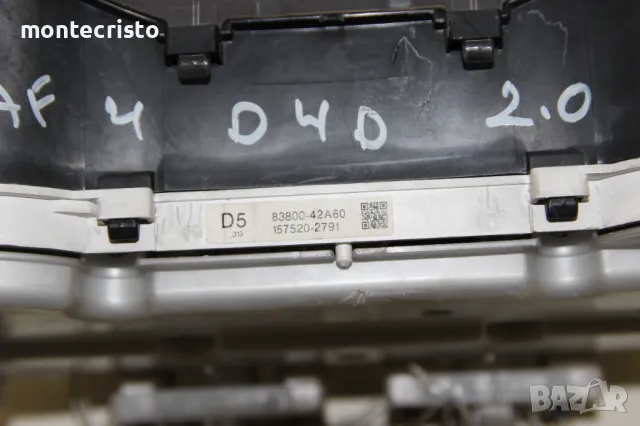 montecristo
AF 4 D4D 2.0
D5 83800-42A60
157520-2791
BAZAR